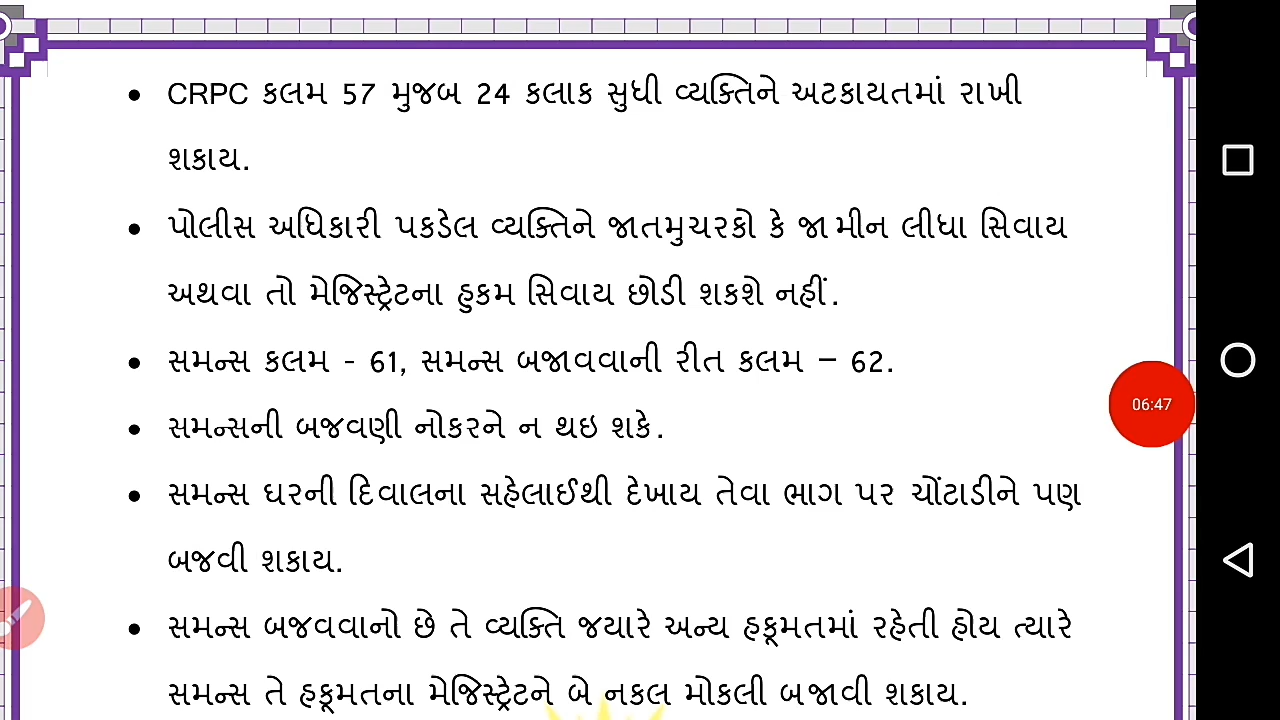 CRPC કલમ 57 મુજબ 24 કલાક સુધી વ્યક્તિને અટકાયતમાં રાખી
શકાય.
પોલીસ અધિકારી પકડેલ વ્યક્તિને જાતમુચરકો કે જામીન લીધા સિવાય
અથવા તો મેજિસ્ટ્રેટના હુકમ સિવાય છોડી શકશે નહીં.
સમન્સ કલમ - 61, સમન્સ બજાવવાની રીત કલમ – 62.
સમન્સની બજવણી નોકરને ન થઇ શકે.
સમન્સ ઘરની દિવાલના સહેલાઈથી દેખાય તેવા ભાગ પર ચોંટાડીને પણ
બજવી શકાય.
સમન્સ બજવવાનો છે તે વ્યક્તિ જયારે અન્ય હકૂમતમાં રહેતી હોય ત્યારે
સમન્સ તે હકૂમતના મેજિસ્ટ્રેટને બે નકલ મોકલી બજાવી શકાય.
06:47